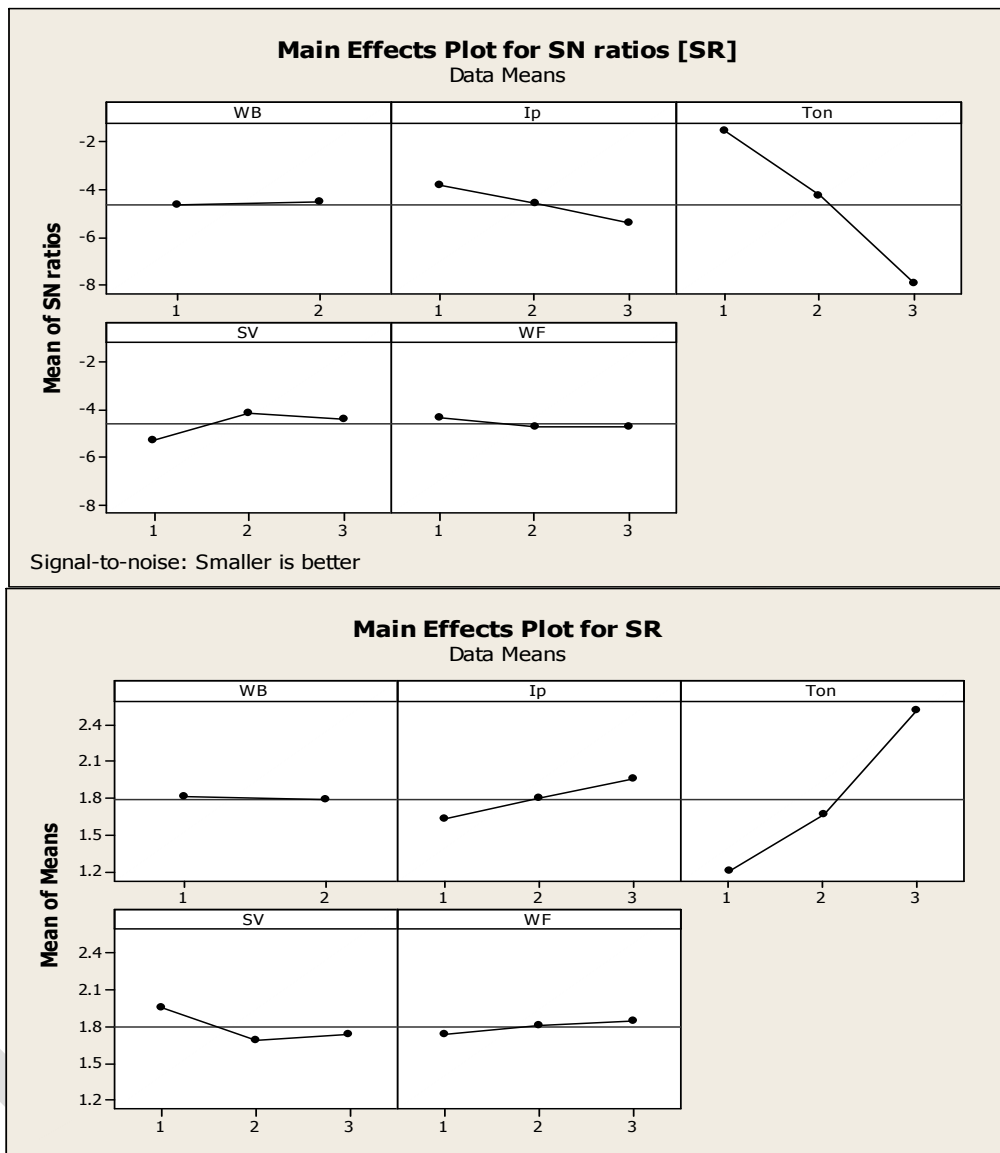 Main Effects Plot for SN ratios [SR]
Data Means
WB Ip Ton
-2
-4
-6
-8
1 2 1 2 3 1 2 3
SV WF
-2
-4
-6
-8
1 2 3 1 2 3
Mean of SN ratios
Signal-to-noise: Smaller is better
Main Effects Plot for SR
Data Means
WB Ip Ton
2.4
2.1
1.8
1.5
1.2
1 2 1 2 3 1 2 3
SV WF
2.4
2.1
1.8
1.5
1.2
1 2 3 1 2 3
Mean of Means